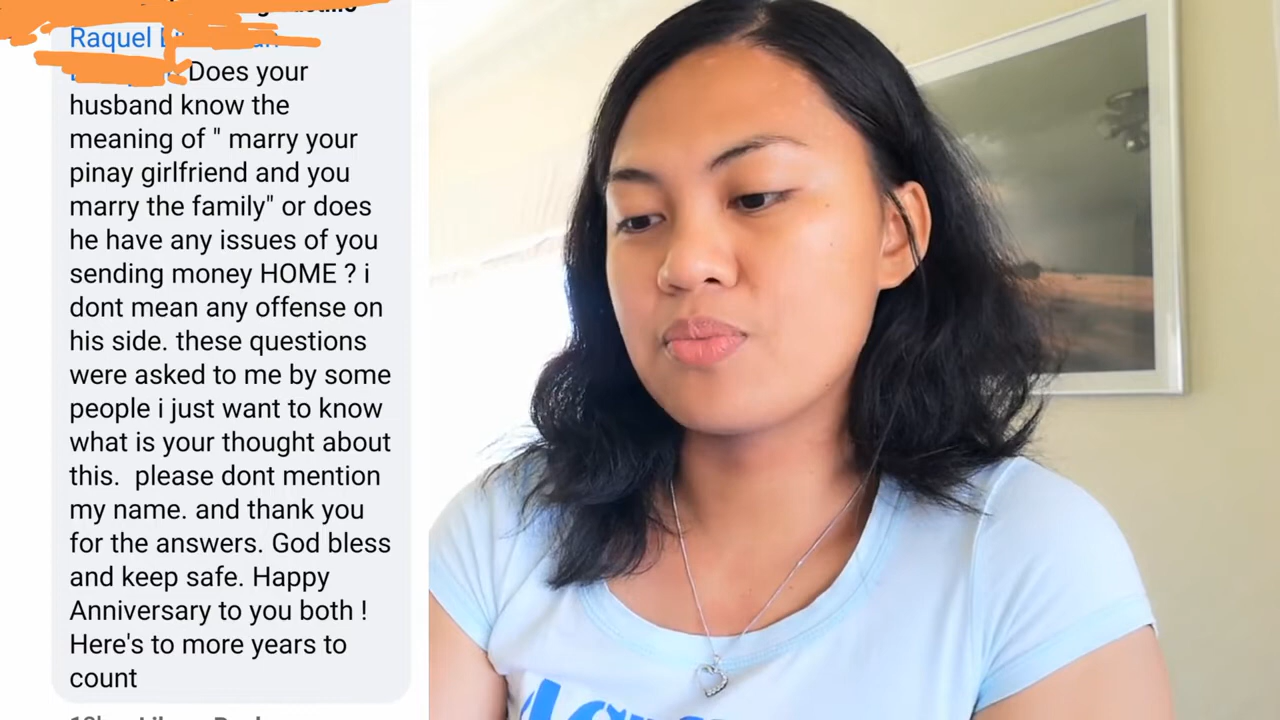 Raquel
Does your
husband know the
meaning of " marry your
pinay girlfriend and you
marry the family" or does
he have any issues of you
sending money HOME ? i
dont mean any offense on
his side. these questions
were asked to me by some
people i just want to know
what is your thought about
this.  please dont mention
my name. and thank you
for the answers. God bless
and keep safe. Happy
Anniversary to you both !
Here's to more years to
count